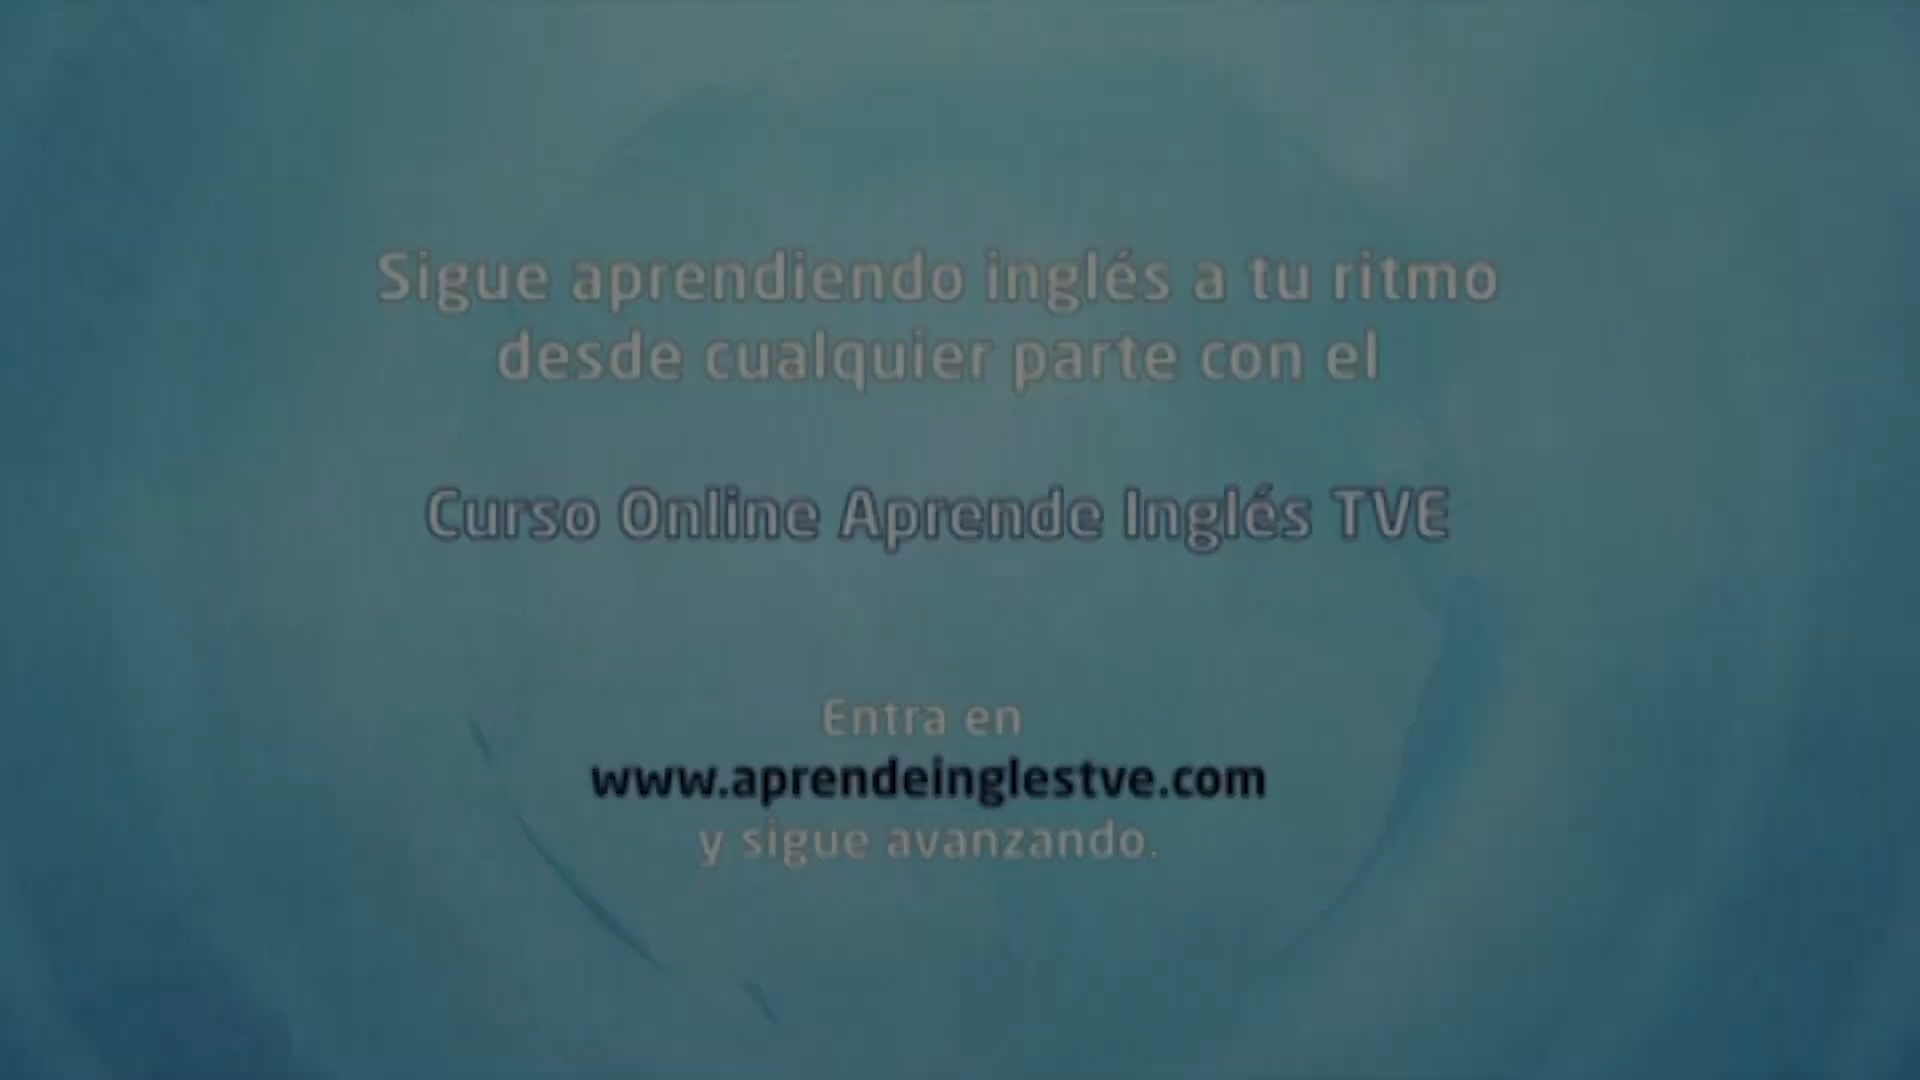 Sigue aprendiendo inglés a tu ritmo
desde cualquier parte con el
Curso Online Aprende Inglés TVE
Entra en
www.aprendeinglestve.com
y sigue avanzando.